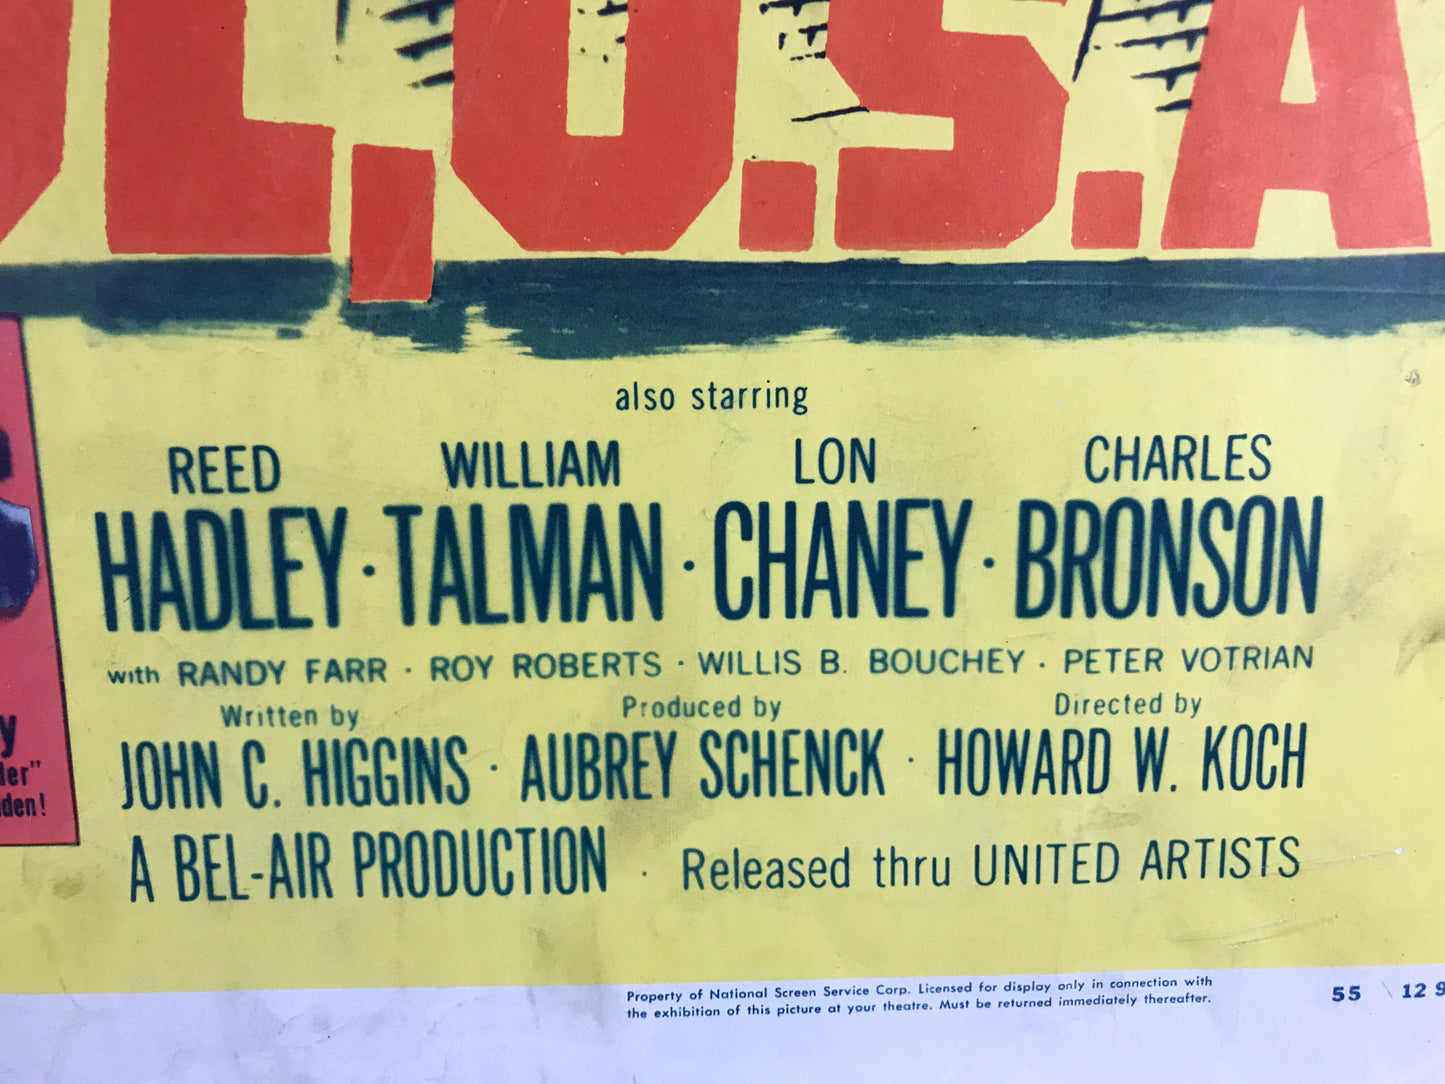 L, U.S.A
also starring
REED WILLIAM LON CHARLES
HADLEY · TALMAN · CHANEY · BRONSON
with RANDY FARR · ROY ROBERTS · WILLIS B. BOUCHEY · PETER VOTRIAN
Written by Produced by Directed by
JOHN C. HIGGINS · AUBREY SCHENCK · HOWARD W. KOCH
A BEL-AIR PRODUCTION · Released thru UNITED ARTISTS
Property of National Screen Service Corp. Licensed for display only in connection with
the exhibition of this picture at your theatre. Must be returned immediately thereafter.
55 12 9